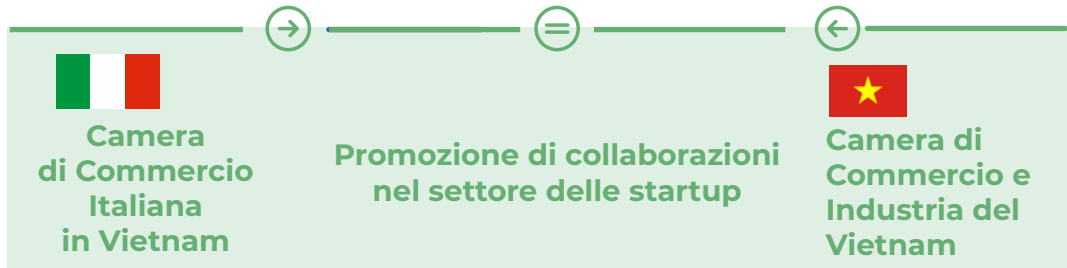 Camera
di Commercio
Italiana
in Vietnam
Promozione di collaborazioni
nel settore delle startup
Camera di
Commercio e
Industria del
Vietnam